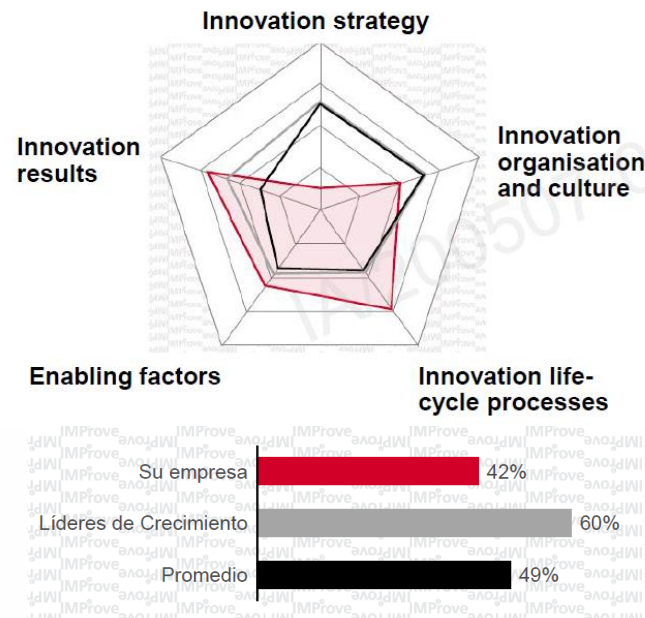 Innovation strategy
Innovation
results
Innovation
organisation
and culture
Enabling factors
Innovation life-
cycle processes
Su empresa
42%
Líderes de Crecimiento
60%
Promedio
49%
IMProve